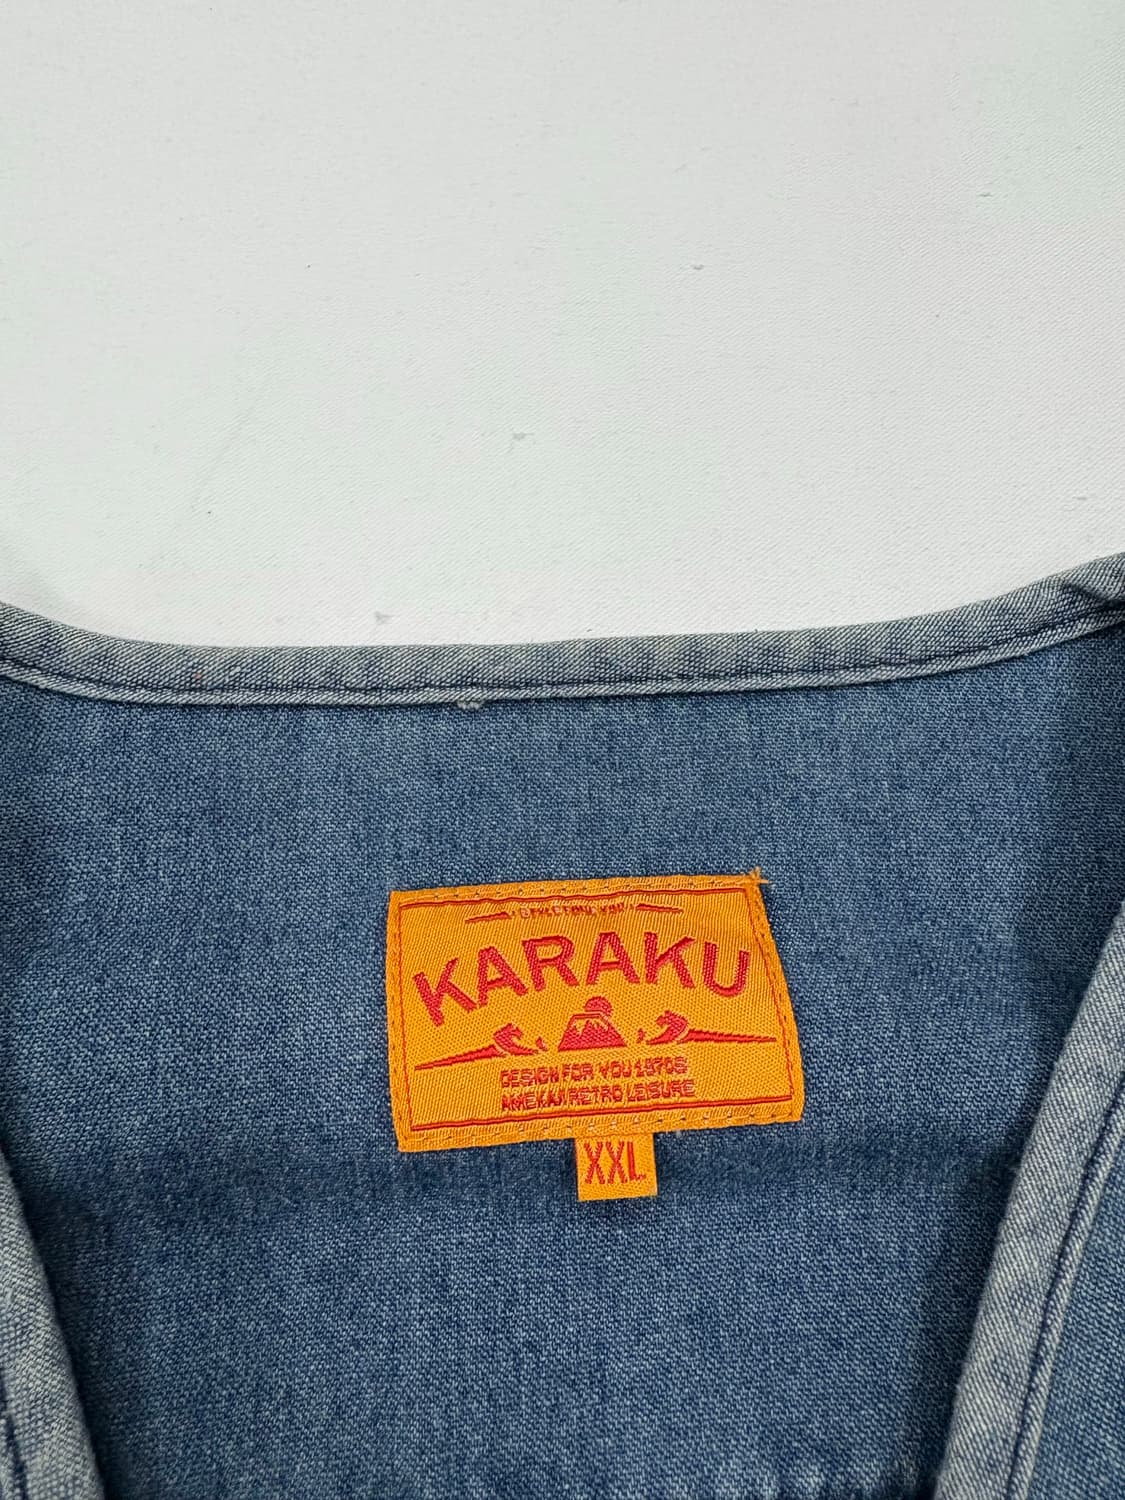 KARAKU
DESIGN FOR YOU 1970S
AMEKAJI RETRO LEISURE
XXL